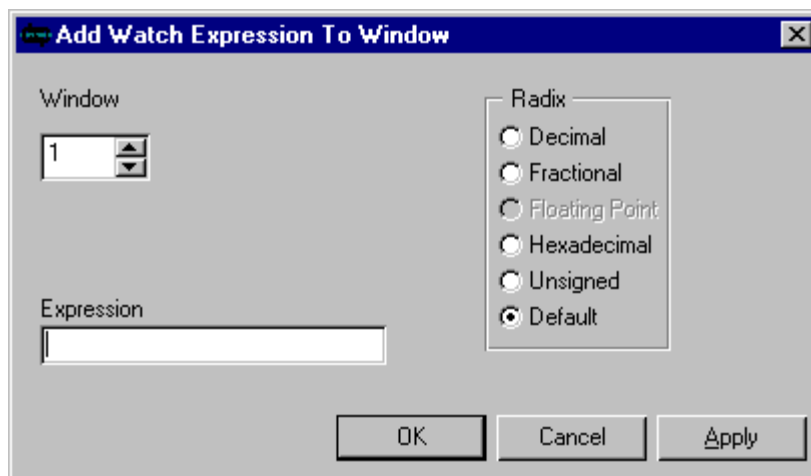 Add Watch Expression To Window
Window
1
Radix
Decimal
Fractional
Floating Point
Hexadecimal
Unsigned
Default
Expression
OK Cancel Apply